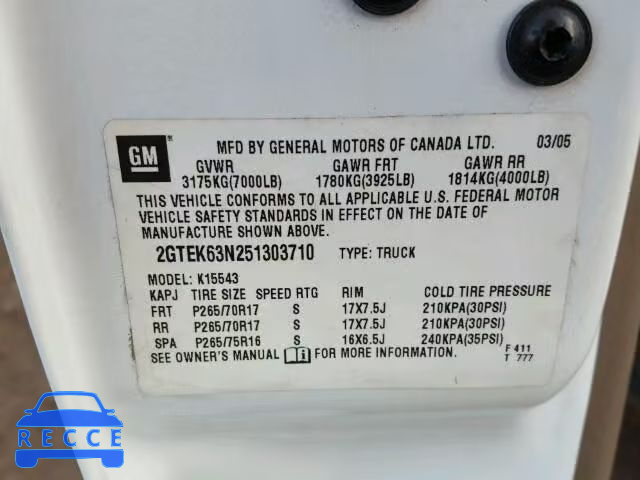 GM
MFD BY GENERAL MOTORS OF CANADA LTD. 03/05
GVWR GAWR FRT GAWR RR
3175KG(7000LB) 1780KG(3925LB) 1814KG(4000LB)
THIS VEHICLE CONFORMS TO ALL APPLICABLE U.S. FEDERAL MOTOR
VEHICLE SAFETY STANDARDS IN EFFECT ON THE DATE OF
MANUFACTURE SHOWN ABOVE.
2GTEK63N251303710 TYPE: TRUCK
MODEL: K15543
KAPJ TIRE SIZE SPEED RTG RIM COLD TIRE PRESSURE
FRT P265/70R17 S 17X7.5J 210KPA(30PSI)
RR P265/70R17 S 17X7.5J 210KPA(30PSI)
SPA P265/75R16 S 16X6.5J 240KPA(35PSI)
SEE OWNER'S MANUAL FOR MORE INFORMATION. F 411
T 777
RECCE